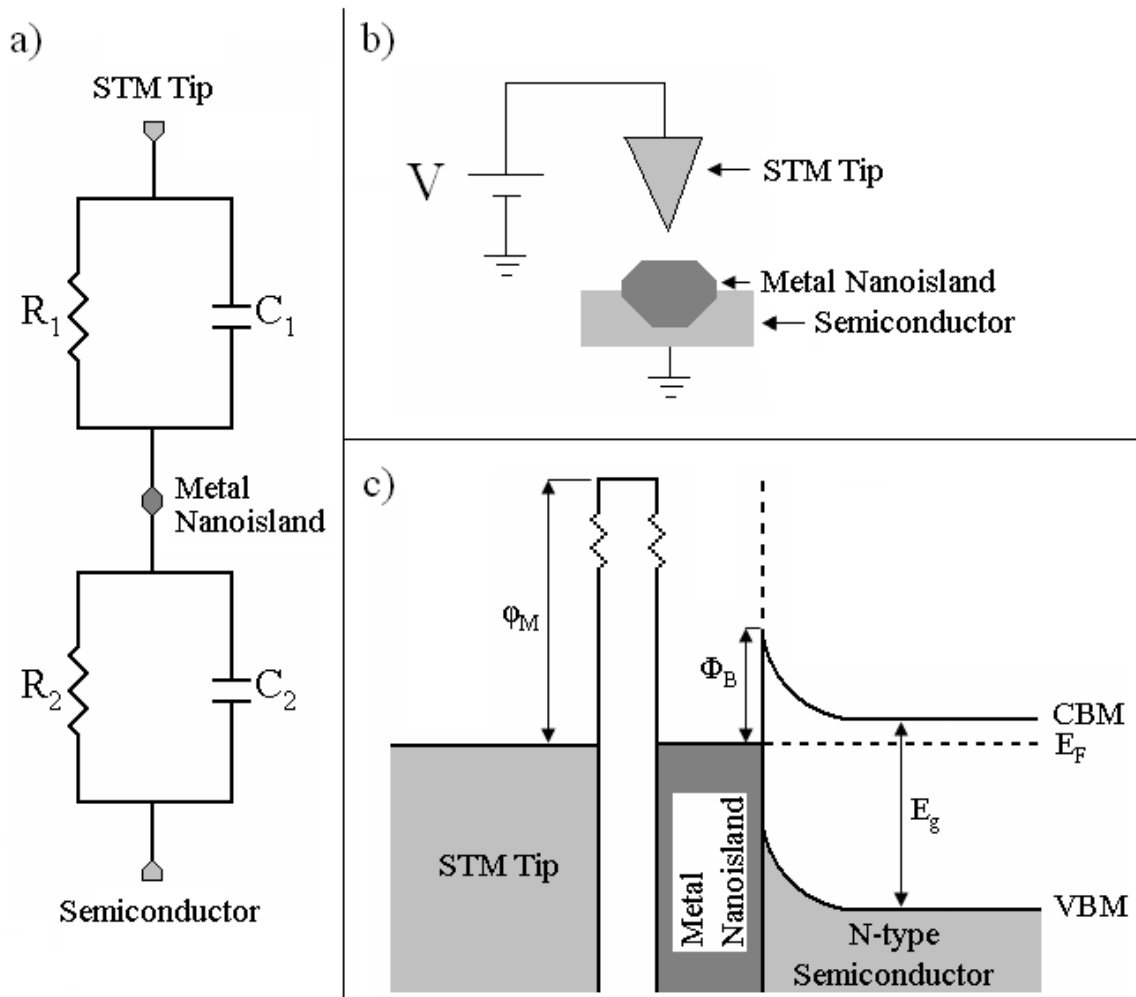 a)
STM Tip
R₁
C₁
Metal
Nanoisland
R₂
C₂
Semiconductor
b)
V
STM Tip
Metal Nanoisland
Semiconductor
c)
φM
ΦB
CBM
EF
Eg
STM Tip
Metal
Nanoisland
VBM
N-type
Semiconductor